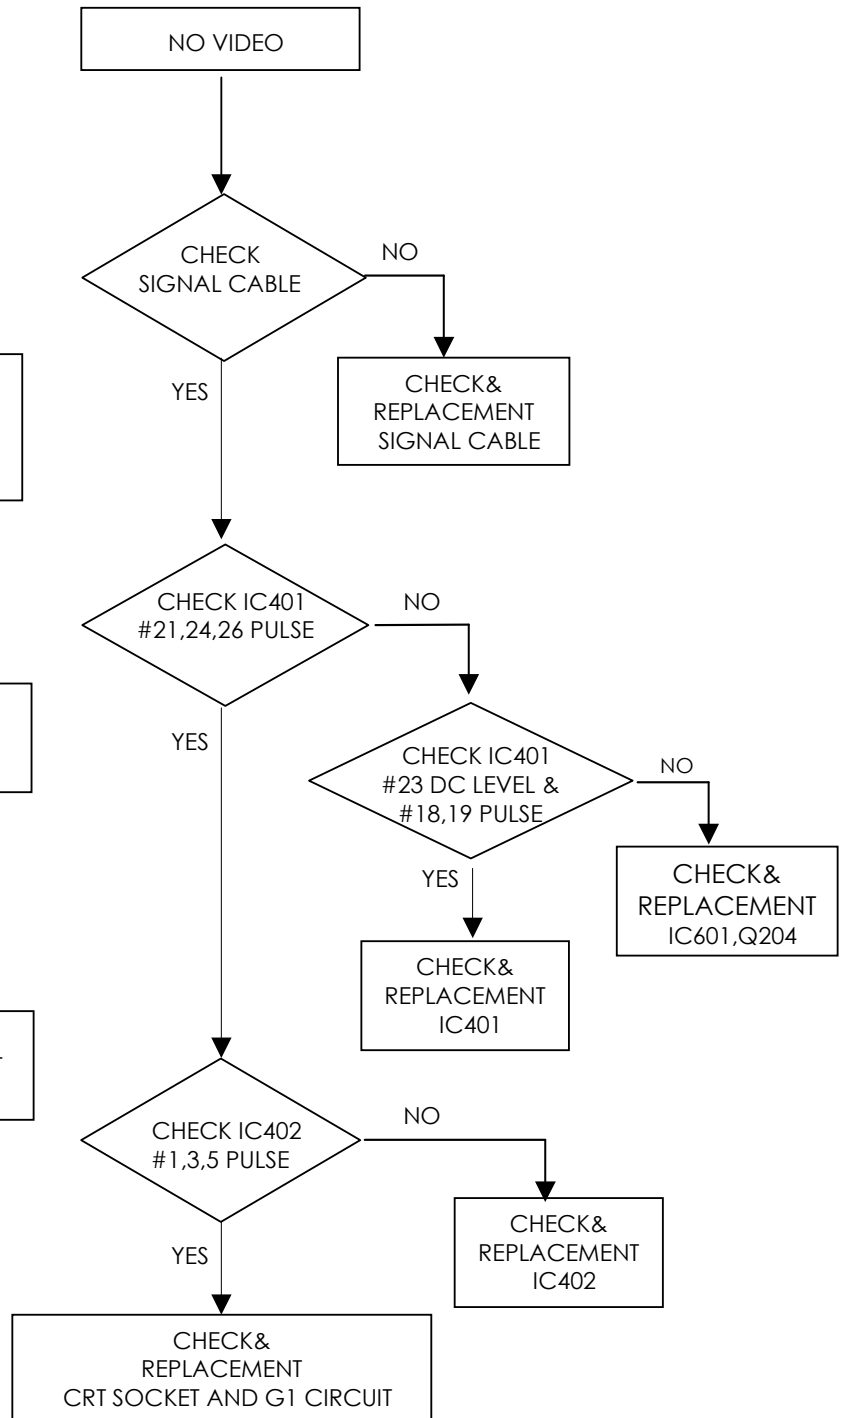 NO VIDEO
CHECK
SIGNAL CABLE
NO
YES
CHECK&
REPLACEMENT
SIGNAL CABLE
CHECK IC401
#21,24,26 PULSE
NO
YES
CHECK IC401
#23 DC LEVEL &
#18,19 PULSE
NO
YES
CHECK&
REPLACEMENT
IC601,Q204
CHECK&
REPLACEMENT
IC401
CHECK IC402
#1,3,5 PULSE
NO
YES
CHECK&
REPLACEMENT
IC402
CHECK&
REPLACEMENT
CRT SOCKET AND G1 CIRCUIT